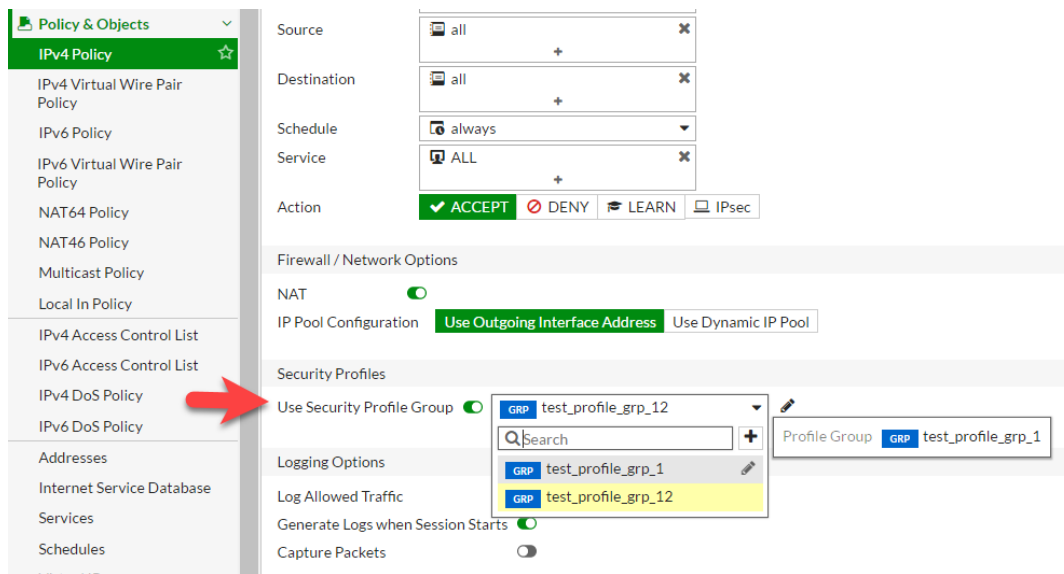 Policy & Objects
IPv4 Policy
IPv4 Virtual Wire Pair
Policy
IPv6 Policy
IPv6 Virtual Wire Pair
Policy
NAT64 Policy
NAT46 Policy
Multicast Policy
Local In Policy
IPv4 Access Control List
IPv6 Access Control List
IPv4 DoS Policy
IPv6 DoS Policy
Addresses
Internet Service Database
Services
Schedules
Source all
Destination all
Schedule always
Service ALL
Action ACCEPT DENY LEARN IPsec
Firewall / Network Options
NAT
IP Pool Configuration Use Outgoing Interface Address Use Dynamic IP Pool
Security Profiles
Use Security Profile Group GRP test_profile_grp_12
Search
Profile Group GRP test_profile_grp_1
GRP test_profile_grp_1
GRP test_profile_grp_12
Logging Options
Log Allowed Traffic
Generate Logs when Session Starts
Capture Packets